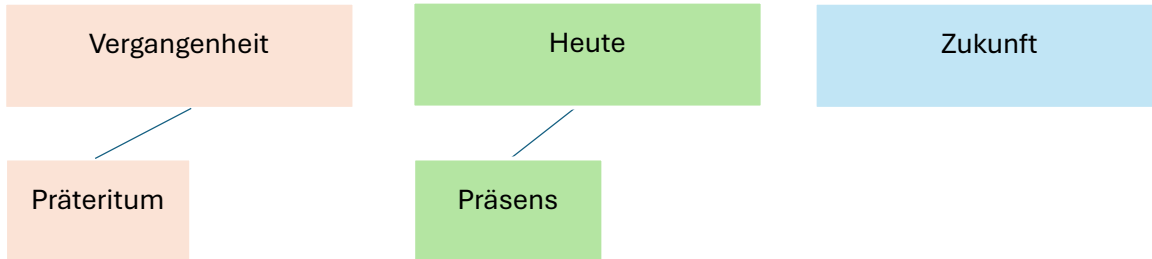 Vergangenheit
Heute
Zukunft
Präteritum
Präsens